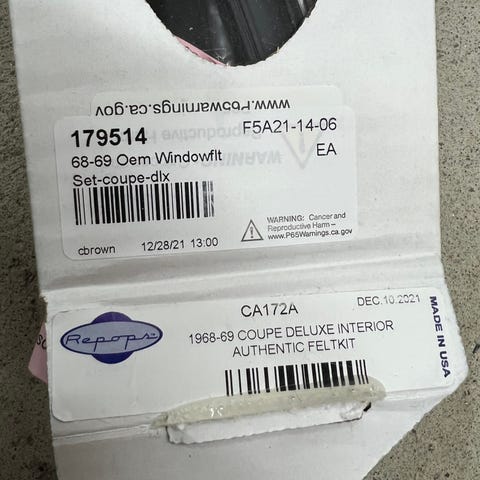 www.P65warnings.ca.gov
Reproductive
WARNING
179514
F5A21-14-06
68-69 Oem Windowflt
EA
Set-coupe-dlx
WARNING: Cancer and
Reproductive Harm –
www.P65Warnings.ca.gov
cbrown
12/28/21 13:00
CA172A
DEC.10.2021
Repops
1968-69 COUPE DELUXE INTERIOR
AUTHENTIC FELTKIT
MADE IN USA